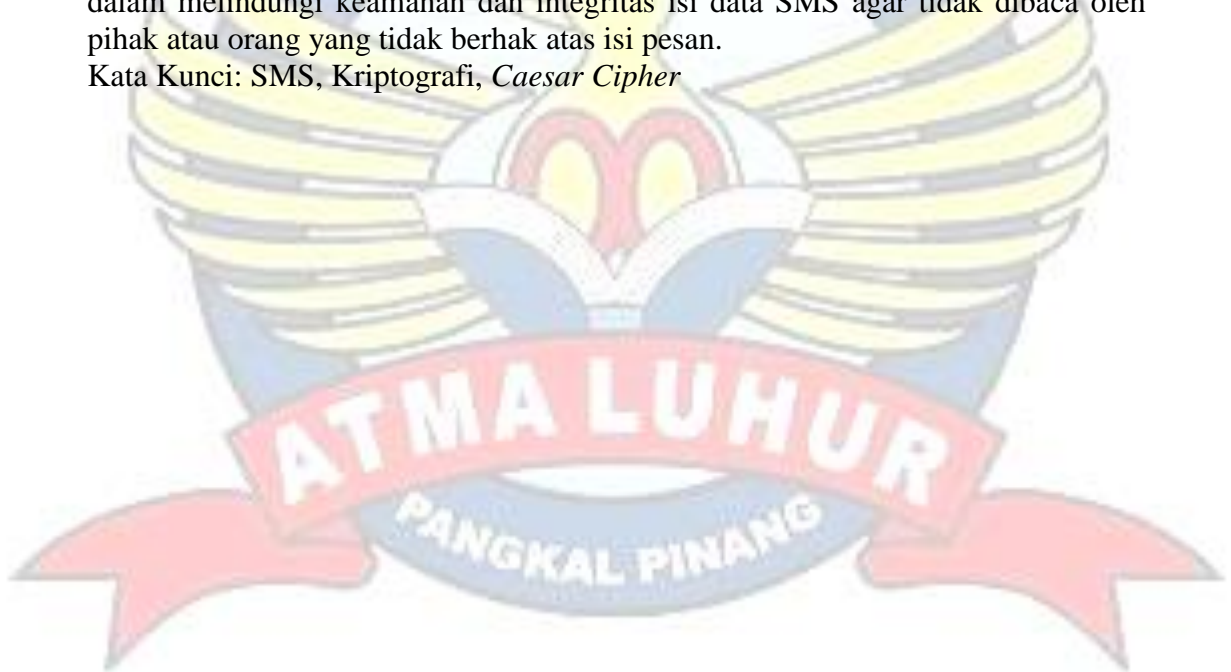 dalam melindungi keamanan dan integritas isi data SMS agar tidak dibaca oleh
pihak atau orang yang tidak berhak atas isi pesan.
Kata Kunci: SMS, Kriptografi, Caesar Cipher
ATMA LUHUR
PANGKAL PINANG